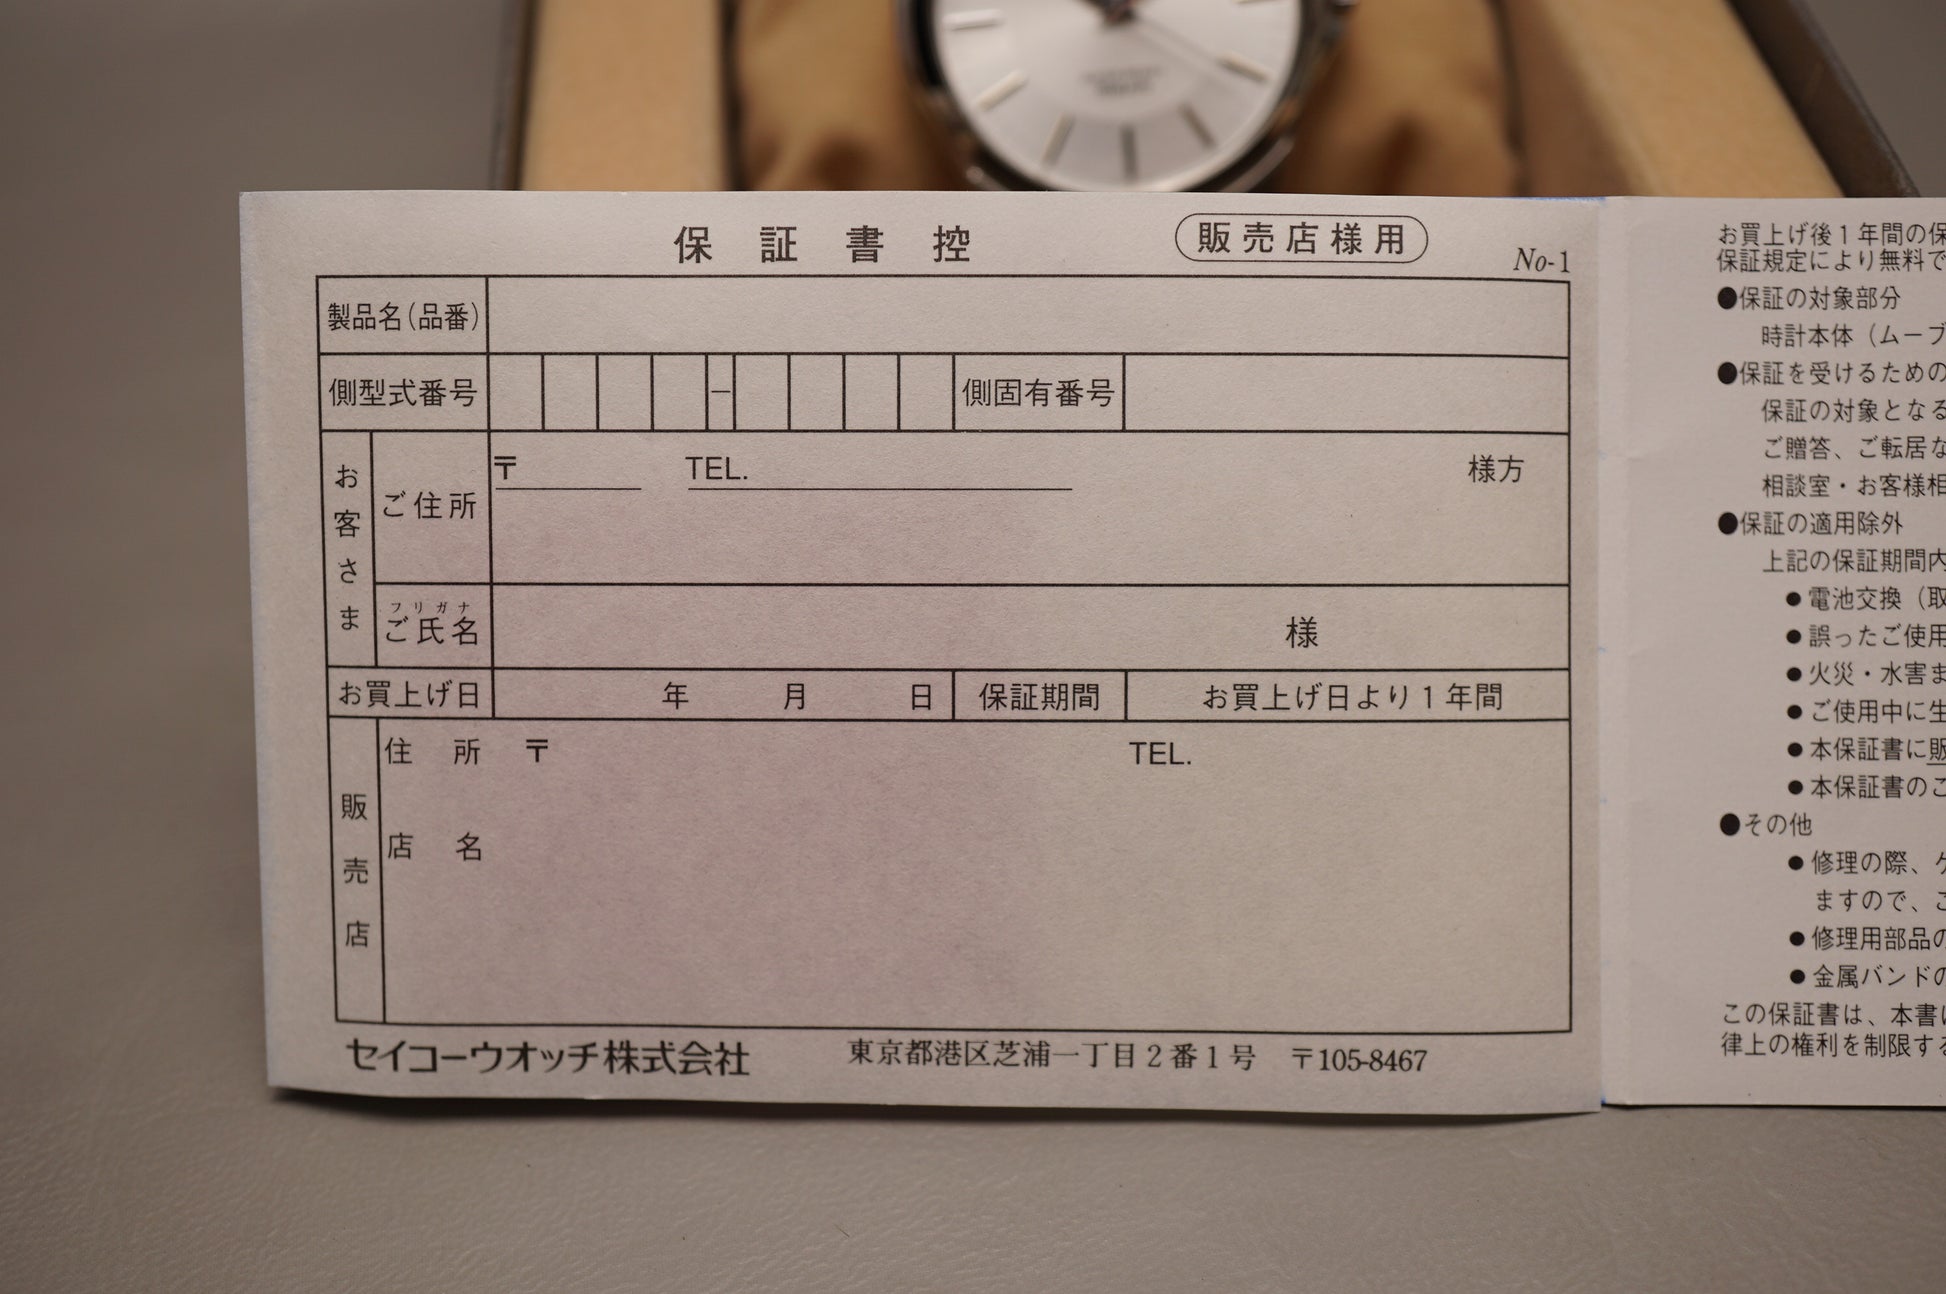 保証書控
販売店様用
No-1
製品名(品番)
側型式番号
－
側固有番号
お客さま
ご住所
〒
TEL.
様方
フリガナ
ご氏名
様
お買上げ日
年 月 日
保証期間
お買上げ日より1年間
販売店
住 所 〒
TEL.
店 名
セイコーウオッチ株式会社 東京都港区芝浦一丁目2番1号 〒105-8467
お買上げ後1年間の保
保証規定により無料で
●保証の対象部分
時計本体（ムーブ
●保証を受けるための
保証の対象となる
ご贈答、ご転居な
相談室・お客様相
●保証の適用除外
上記の保証期間内
●電池交換（取
●誤ったご使用
●火災・水害ま
●ご使用中に生
●本保証書に販
●本保証書のご
●その他
●修理の際、ケ
ますので、ご
●修理用部品の
●金属バンドの
この保証書は、本書に
律上の権利を制限する